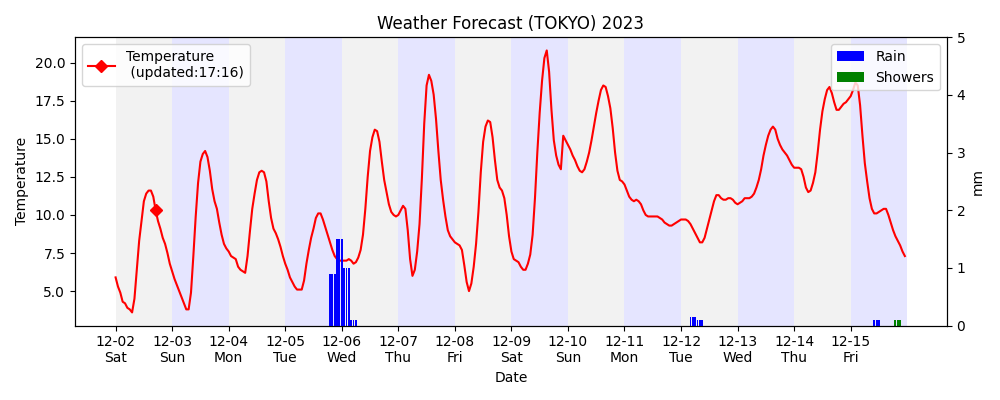 Weather Forecast (TOKYO) 2023
Temperature
(updated:17:16)
Rain
Showers
Temperature
20.0
17.5
15.0
12.5
10.0
7.5
5.0
5
4
3
2
1
0
mm
12-02 12-03 12-04 12-05 12-06 12-07 12-08 12-09 12-10 12-11 12-12 12-13 12-14 12-15
Sat Sun Mon Tue Wed Thu Fri Sat Sun Mon Tue Wed Thu Fri
Date